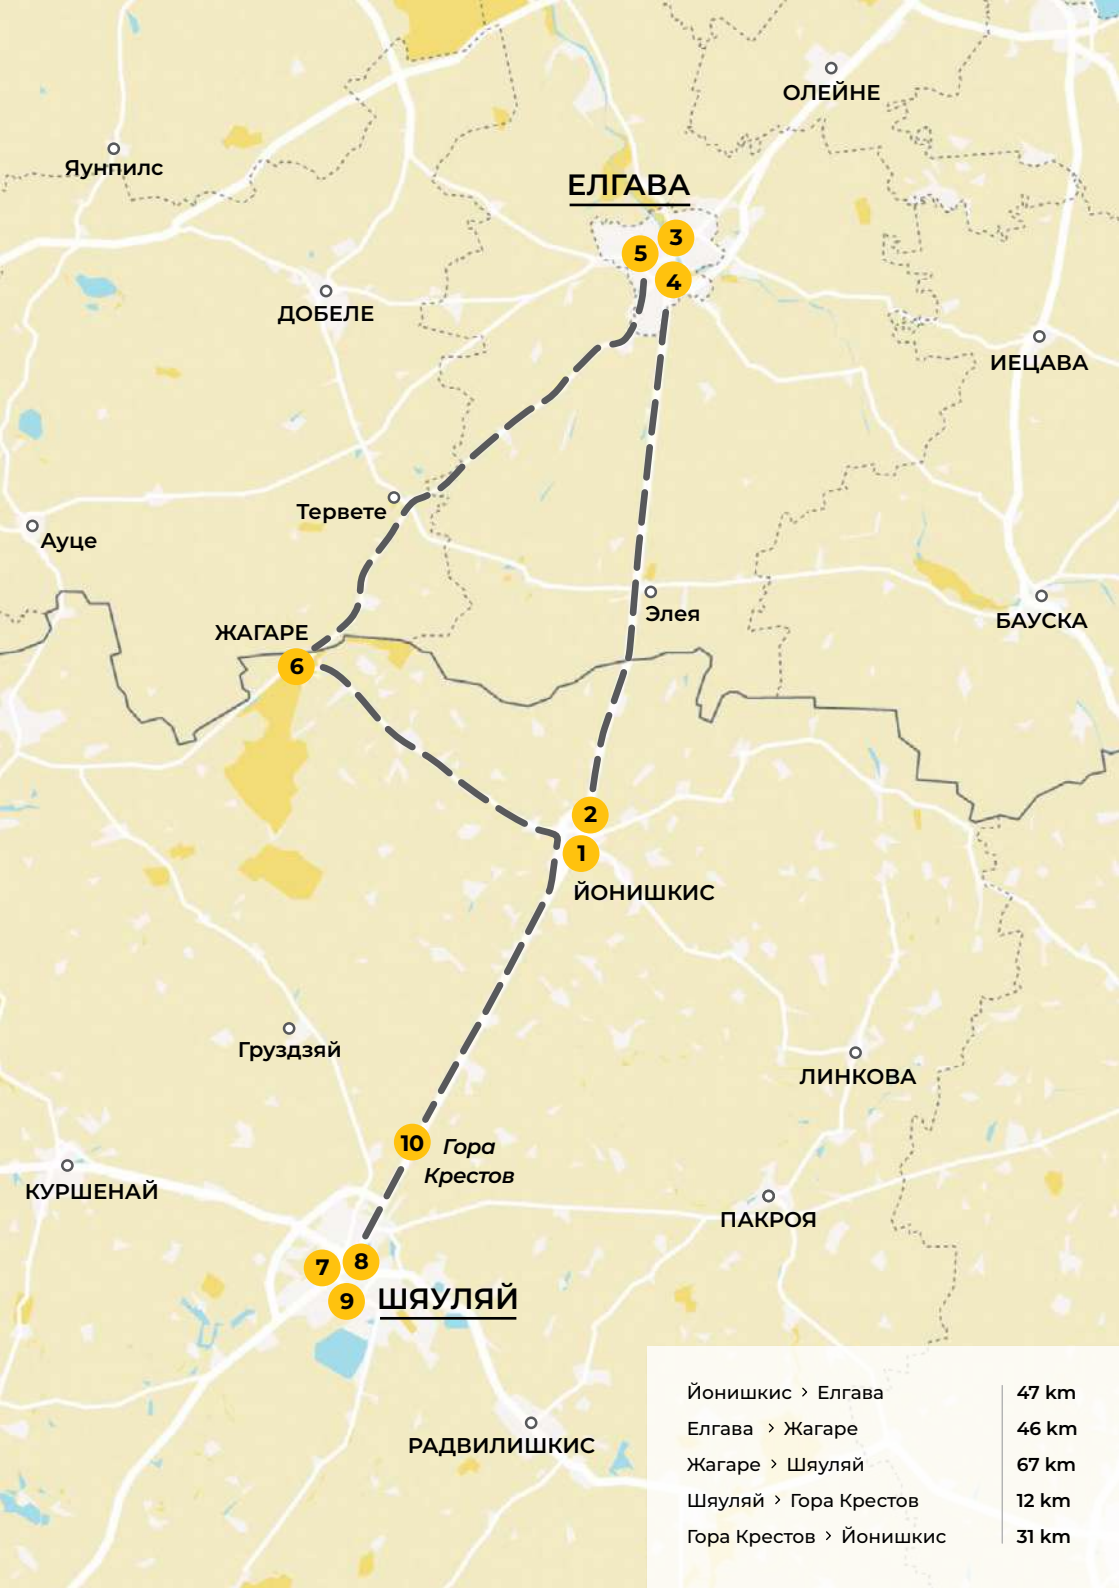 ОЛЕЙНЕ
Яунпилс
ЕЛГАВА
3
5
4
ДОБЕЛЕ
ИЕЦАВА
Тервете
Ауце
Элея
БАУСКА
ЖАГАРЕ
6
2
1
ЙОНИШКИС
Груздзяй
ЛИНКОВА
10 Гора
Крестов
КУРШЕНАЙ
ПАКРОЯ
7 8
9 ШЯУЛЯЙ
РАДВИЛИШКИС
Йонишкис › Елгава 47 km
Елгава › Жагаре 46 km
Жагаре › Шяуляй 67 km
Шяуляй › Гора Крестов 12 km
Гора Крестов › Йонишкис 31 km